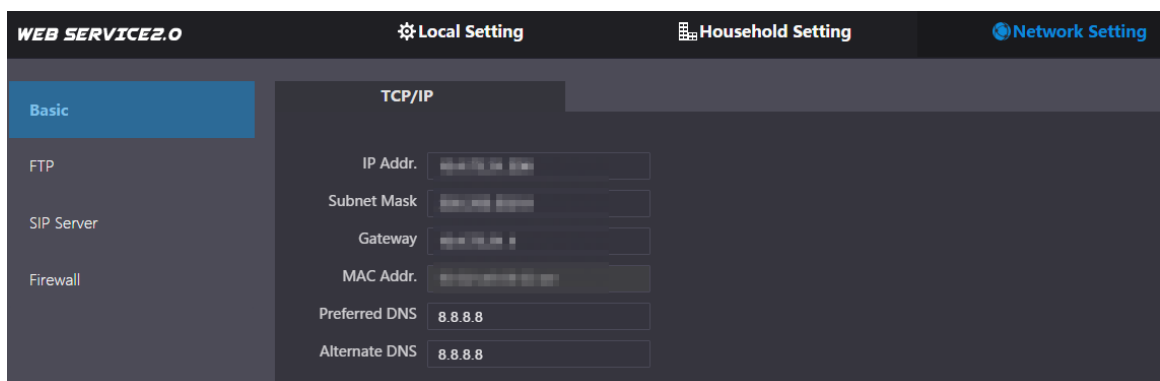 WEB SERVICE2.0
Local Setting
Household Setting
Network Setting
Basic
FTP
SIP Server
Firewall
TCP/IP
IP Addr.
Subnet Mask
Gateway
MAC Addr.
Preferred DNS 8.8.8.8
Alternate DNS 8.8.8.8